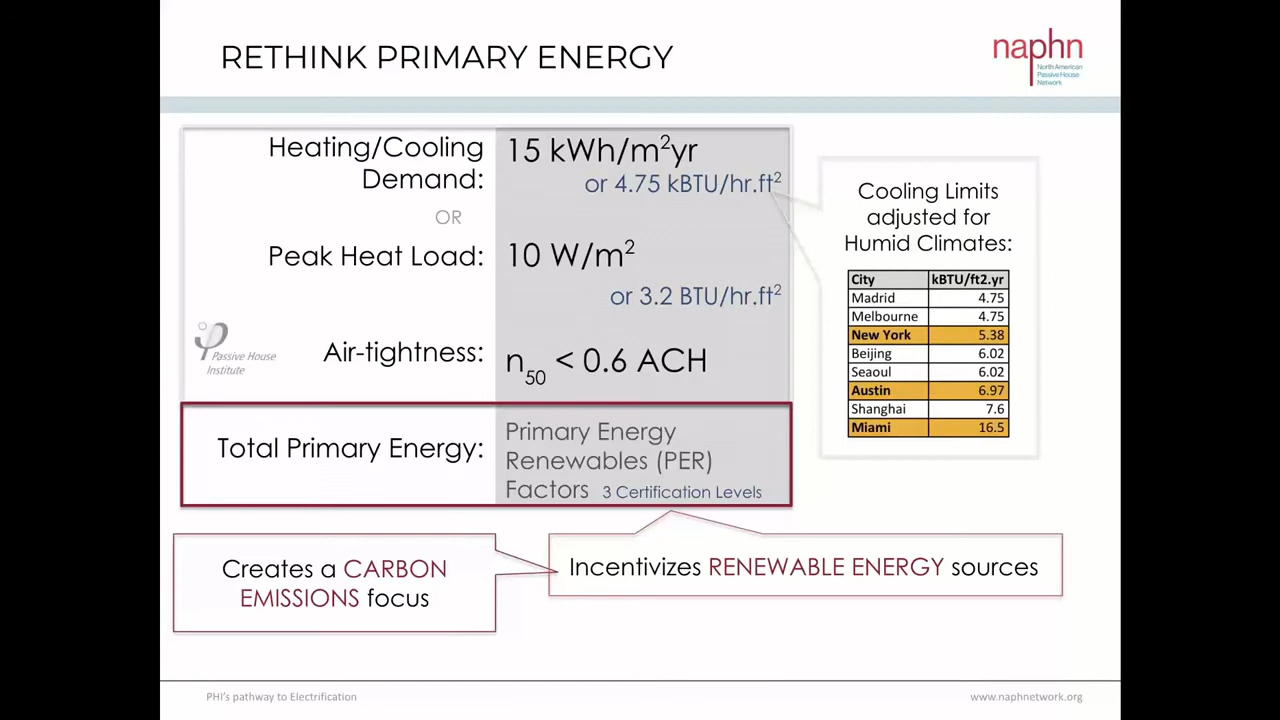 RETHINK PRIMARY ENERGY
naphn
North American
Passive House
Network
Heating/Cooling
Demand:
15 kWh/m²yr
or 4.75 kBTU/hr.ft²
OR
Peak Heat Load:
10 W/m²
or 3.2 BTU/hr.ft²
Passive House
Institute
Air-tightness:
n50 < 0.6 ACH
Total Primary Energy:
Primary Energy
Renewables (PER)
Factors 3 Certification Levels
Cooling Limits
adjusted for
Humid Climates:
City kBTU/ft2.yr
Madrid 4.75
Melbourne 4.75
New York 5.38
Beijing 6.02
Seaoul 6.02
Austin 6.97
Shanghai 7.6
Miami 16.5
Creates a CARBON
EMISSIONS focus
Incentivizes RENEWABLE ENERGY sources
PHI's pathway to Electrification
www.naphnetwork.org